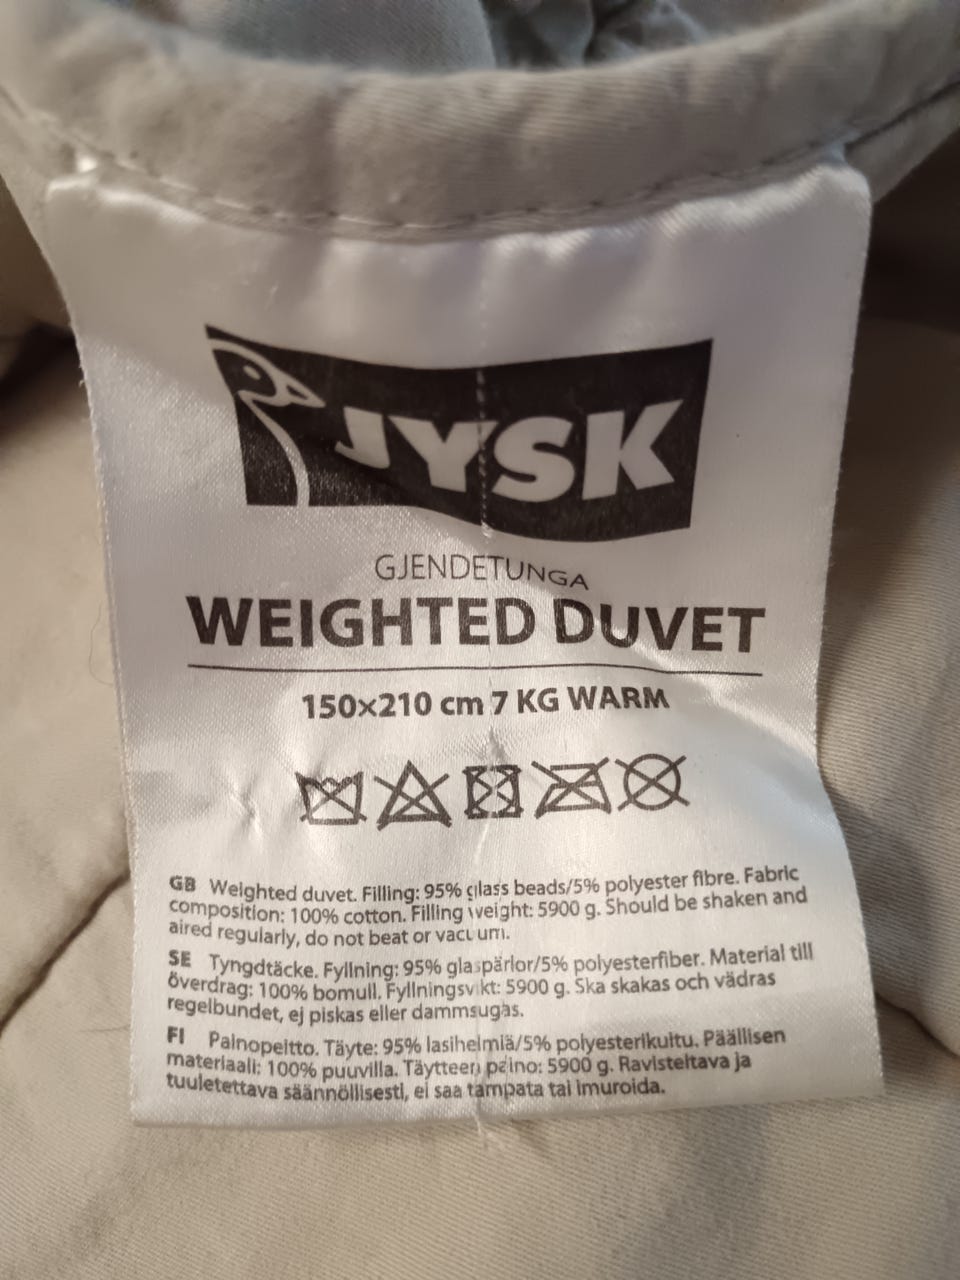 JYSK
GJENDETUNGA
WEIGHTED DUVET
150×210 cm 7 KG WARM
GB Weighted duvet. Filling: 95% glass beads/5% polyester fibre. Fabric
composition: 100% cotton. Filling weight: 5900 g. Should be shaken and
aired regularly, do not beat or vacuum.
SE Tyngdtäcke. Fyllning: 95% glaspärlor/5% polyesterfiber. Material till
överdrag: 100% bomull. Fyllningsvikt: 5900 g. Ska skakas och vädras
regelbundet, ej piskas eller dammsugas.
FI Painopeitto. Täyte: 95% lasihelmiä/5% polyesterikuitu. Päällisen
materiaali: 100% puuvilla. Täytteen paino: 5900 g. Ravisteltava ja
tuuletettava säännöllisesti, ei saa tampata tai imuroida.